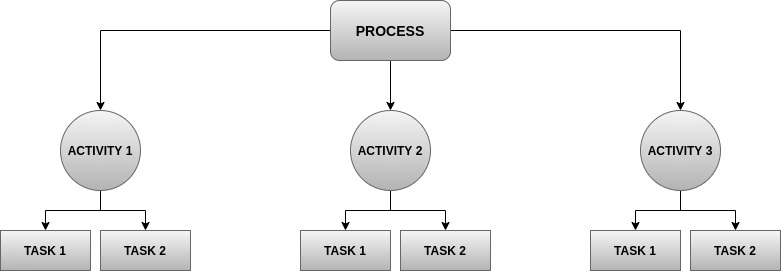 PROCESS
ACTIVITY 1
ACTIVITY 2
ACTIVITY 3
TASK 1
TASK 2
TASK 1
TASK 2
TASK 1
TASK 2